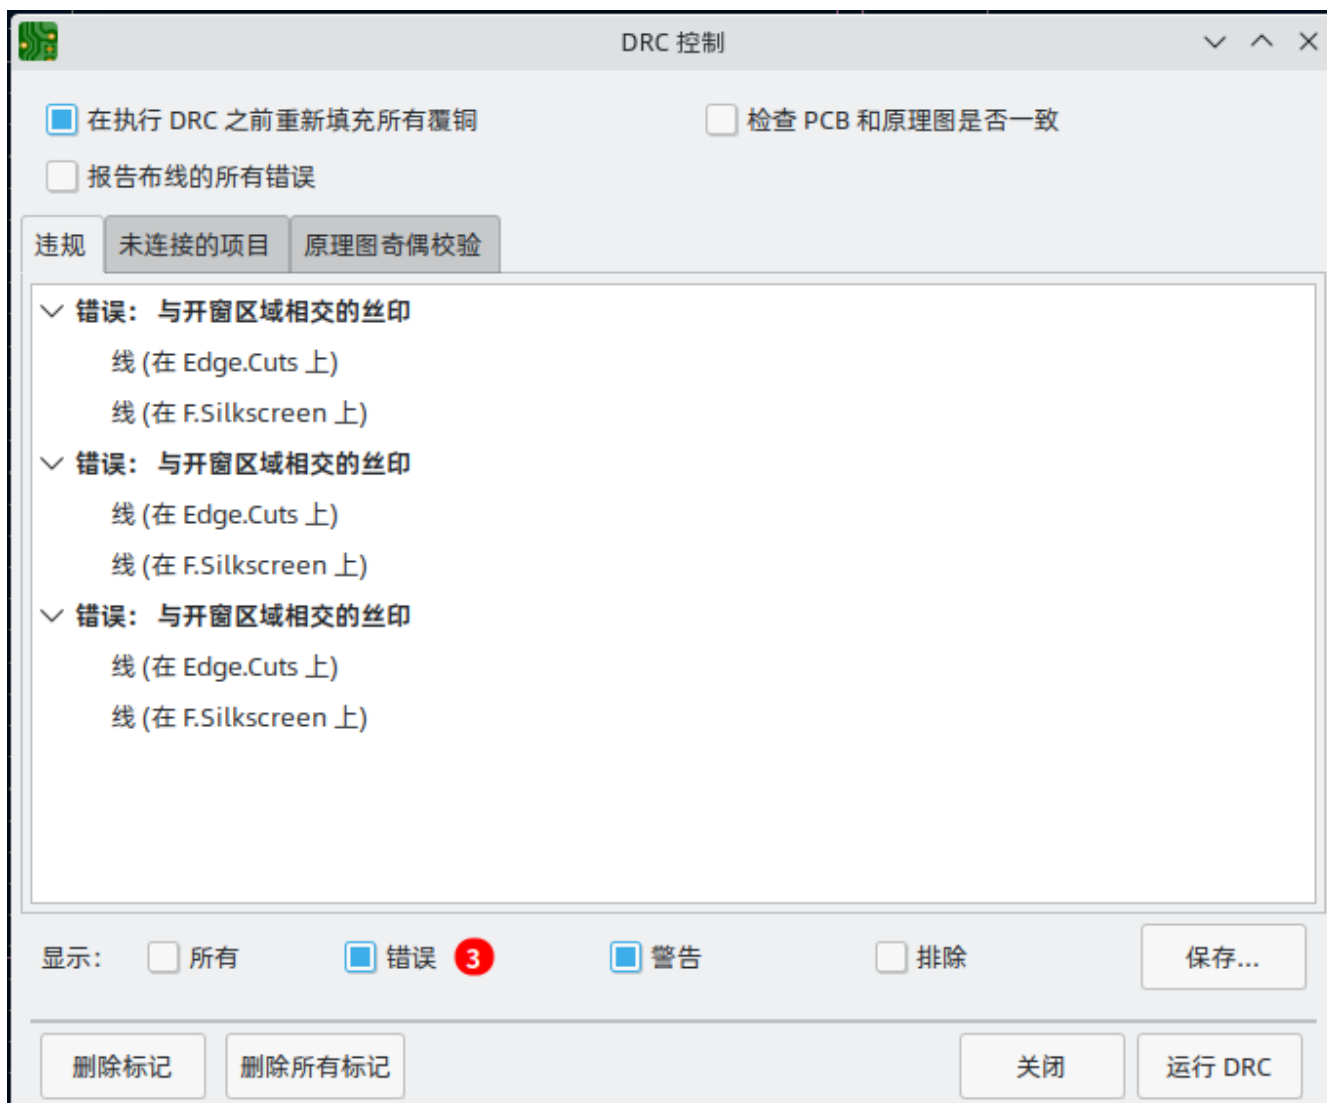 DRC 控制
在执行 DRC 之前重新填充所有覆铜 检查 PCB 和原理图是否一致
报告布线的所有错误
违规 未连接的项目 原理图奇偶校验
错误： 与开窗区域相交的丝印
线 (在 Edge.Cuts 上)
线 (在 F.Silkscreen 上)
错误： 与开窗区域相交的丝印
线 (在 Edge.Cuts 上)
线 (在 F.Silkscreen 上)
错误： 与开窗区域相交的丝印
线 (在 Edge.Cuts 上)
线 (在 F.Silkscreen 上)
显示： 所有 错误 3 警告 排除 保存...
删除标记 删除所有标记 关闭 运行 DRC